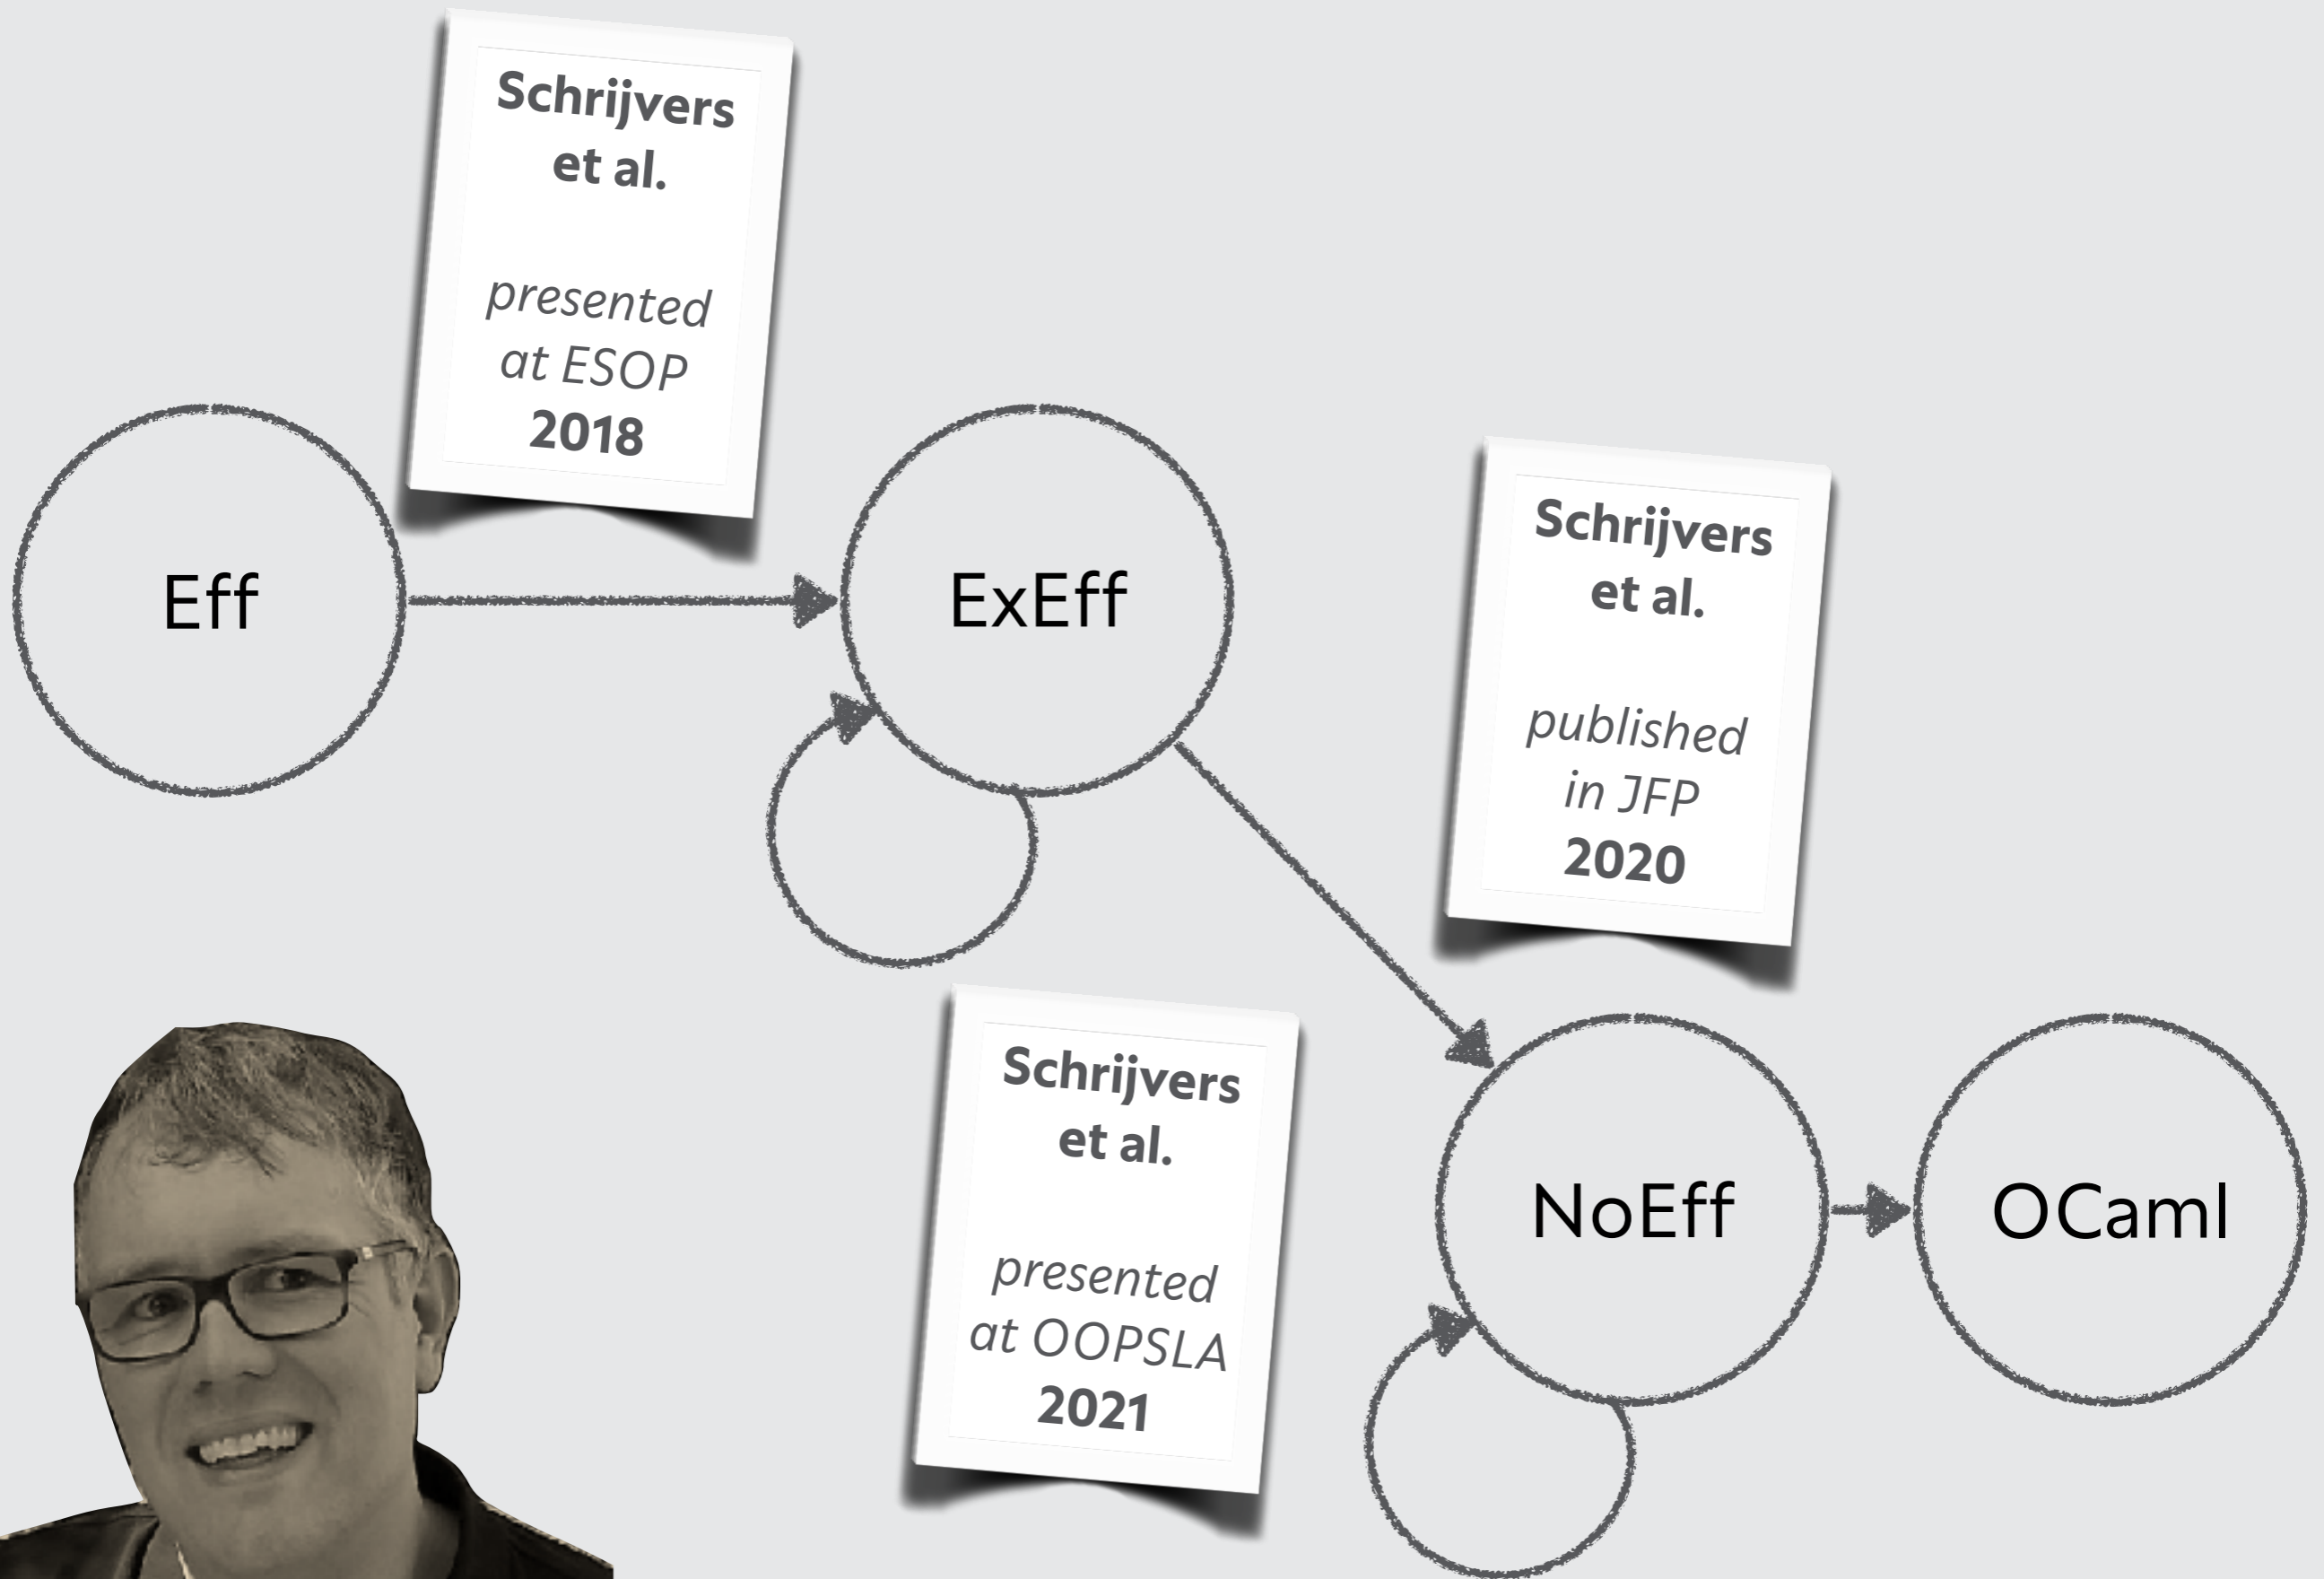 Schrijvers
et al.
presented
at ESOP
2018
Eff
ExEff
Schrijvers
et al.
published
in JFP
2020
Schrijvers
et al.
presented
at OOPSLA
2021
NoEff
OCaml